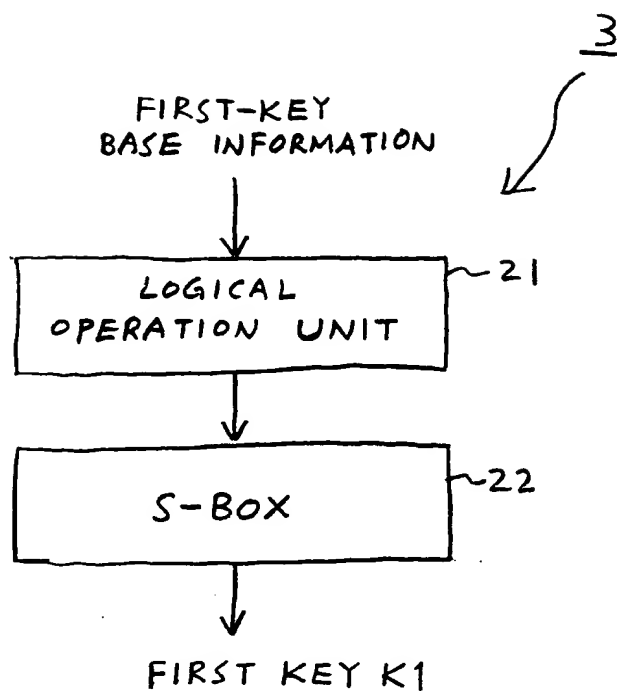 3
FIRST-KEY
BASE INFORMATION
LOGICAL
OPERATION UNIT
21
S-BOX
22
FIRST KEY K1